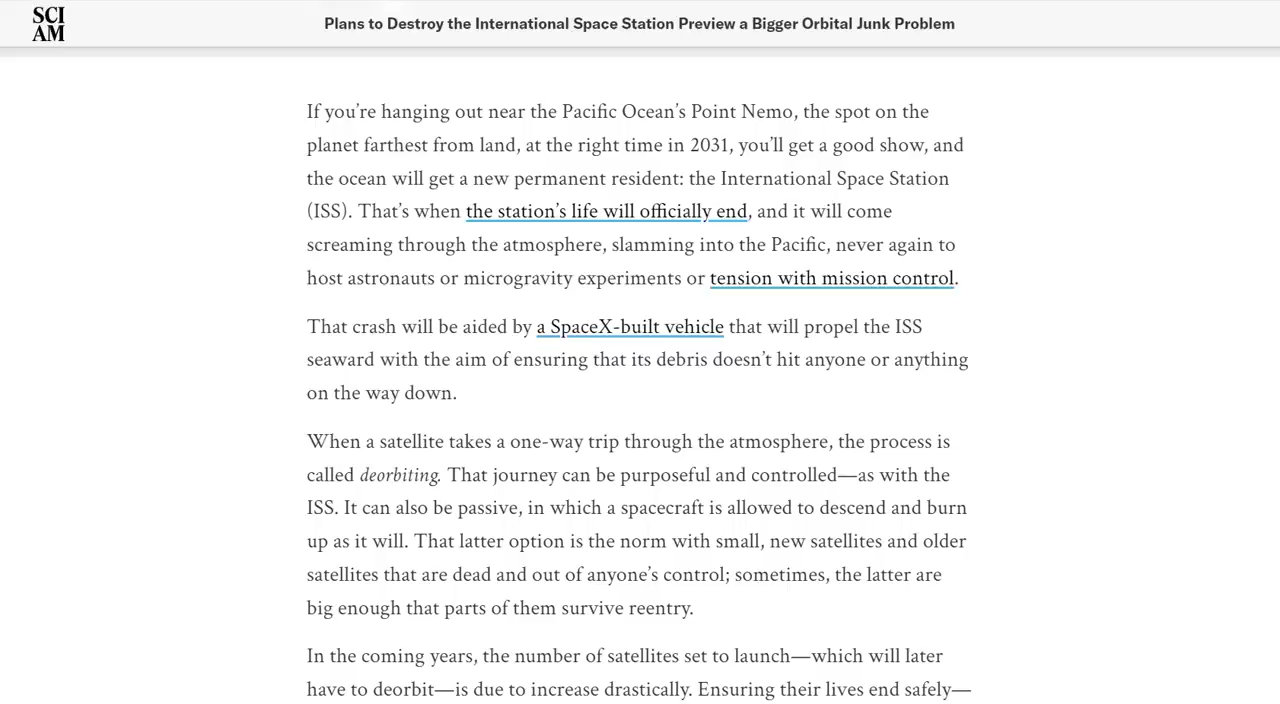 SCI
AM
Plans to Destroy the International Space Station Preview a Bigger Orbital Junk Problem
If you’re hanging out near the Pacific Ocean’s Point Nemo, the spot on the
planet farthest from land, at the right time in 2031, you’ll get a good show, and
the ocean will get a new permanent resident: the International Space Station
(ISS). That’s when the station’s life will officially end, and it will come
screaming through the atmosphere, slamming into the Pacific, never again to
host astronauts or microgravity experiments or tension with mission control.
That crash will be aided by a SpaceX-built vehicle that will propel the ISS
seaward with the aim of ensuring that its debris doesn’t hit anyone or anything
on the way down.
When a satellite takes a one-way trip through the atmosphere, the process is
called deorbiting. That journey can be purposeful and controlled—as with the
ISS. It can also be passive, in which a spacecraft is allowed to descend and burn
up as it will. That latter option is the norm with small, new satellites and older
satellites that are dead and out of anyone’s control; sometimes, the latter are
big enough that parts of them survive reentry.
In the coming years, the number of satellites set to launch—which will later
have to deorbit—is due to increase drastically. Ensuring their lives end safely—